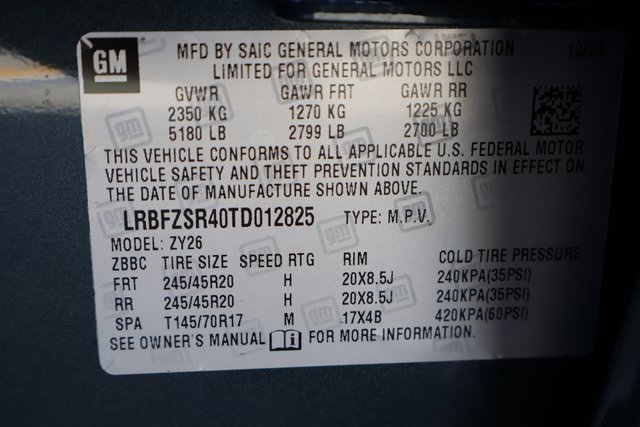 GM
MFD BY SAIC GENERAL MOTORS CORPORATION 10/25
LIMITED FOR GENERAL MOTORS LLC
GVWR GAWR FRT GAWR RR
2350 KG 1270 KG 1225 KG
5180 LB 2799 LB 2700 LB
THIS VEHICLE CONFORMS TO ALL APPLICABLE U.S. FEDERAL MOTOR
VEHICLE SAFETY AND THEFT PREVENTION STANDARDS IN EFFECT ON
THE DATE OF MANUFACTURE SHOWN ABOVE.
LRBFZSR40TD012825 TYPE: M.P.V.
MODEL: ZY26
ZBBC TIRE SIZE SPEED RTG RIM COLD TIRE PRESSURE
FRT 245/45R20 H 20X8.5J 240KPA(35PSI)
RR 245/45R20 H 20X8.5J 240KPA(35PSI)
SPA T145/70R17 M 17X4B 420KPA(60PSI)
SEE OWNER'S MANUAL FOR MORE INFORMATION.